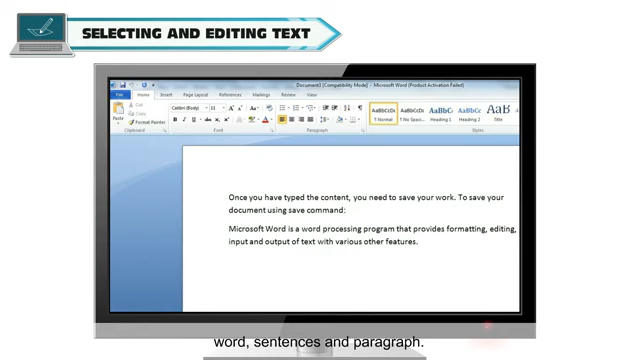 SELECTING AND EDITING TEXT
Document3 [Compatibility Mode] - Microsoft Word (Product Activation Failed)
File Home Insert Page Layout References Mailings Review View
Paste
Cut
Copy
Format Painter
Clipboard
Calibri (Body) 11
Font
Paragraph
AaBbCcDc AaBbCcDc AaBbCc AaBbCc AaB
¶ Normal ¶ No Spaci... Heading 1 Heading 2 Title
Styles
Once you have typed the content, you need to save your work. To save your
document using save command:
Microsoft Word is a word processing program that provides formatting, editing,
input and output of text with various other features.
word, sentences and paragraph.